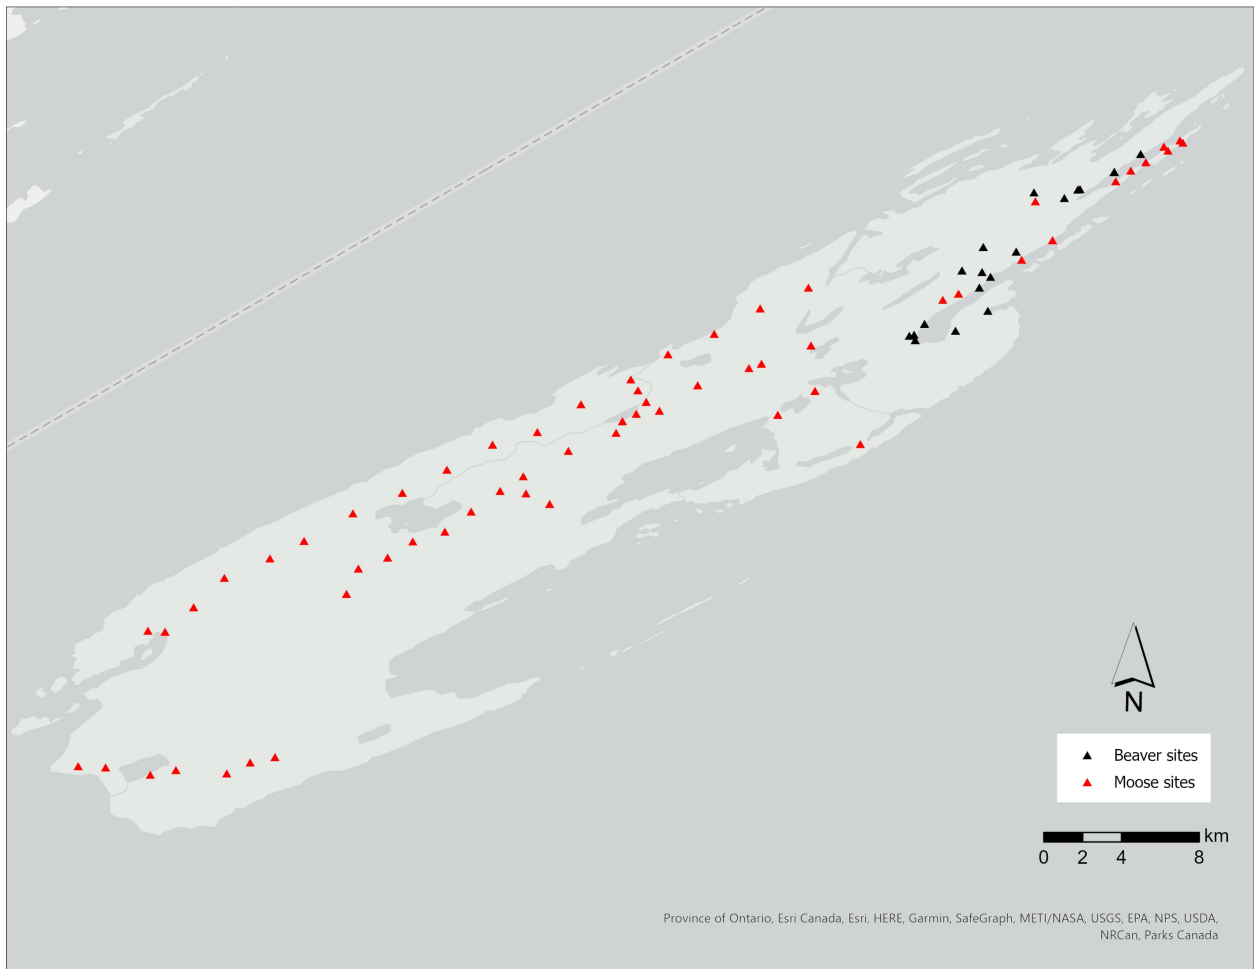 N
Beaver sites
Moose sites
km
0 2 4 8
Province of Ontario, Esri Canada, Esri, HERE, Garmin, SafeGraph, METI/NASA, USGS, EPA, NPS, USDA,
NRCan, Parks Canada